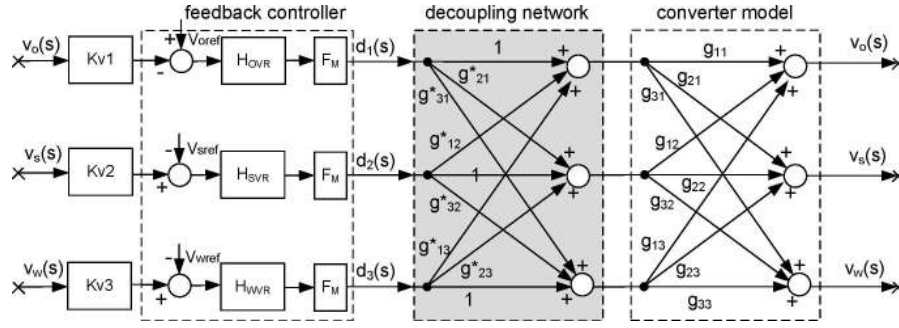 feedback controller decoupling network converter model
vo(s) Kv1 + Voref - HOVR FM d1(s) 1 + g11 + vo(s)
g*21 + g21 +
g*31 g31
g*12 g12
vs(s) Kv2 - Vsref + HSVR FM d2(s) 1 + + g22 + + vs(s)
g*32 g32
g*13 g13
vw(s) Kv3 - Vwref + HWVR FM d3(s) g*23 + + g23 + + vw(s)
1 g33